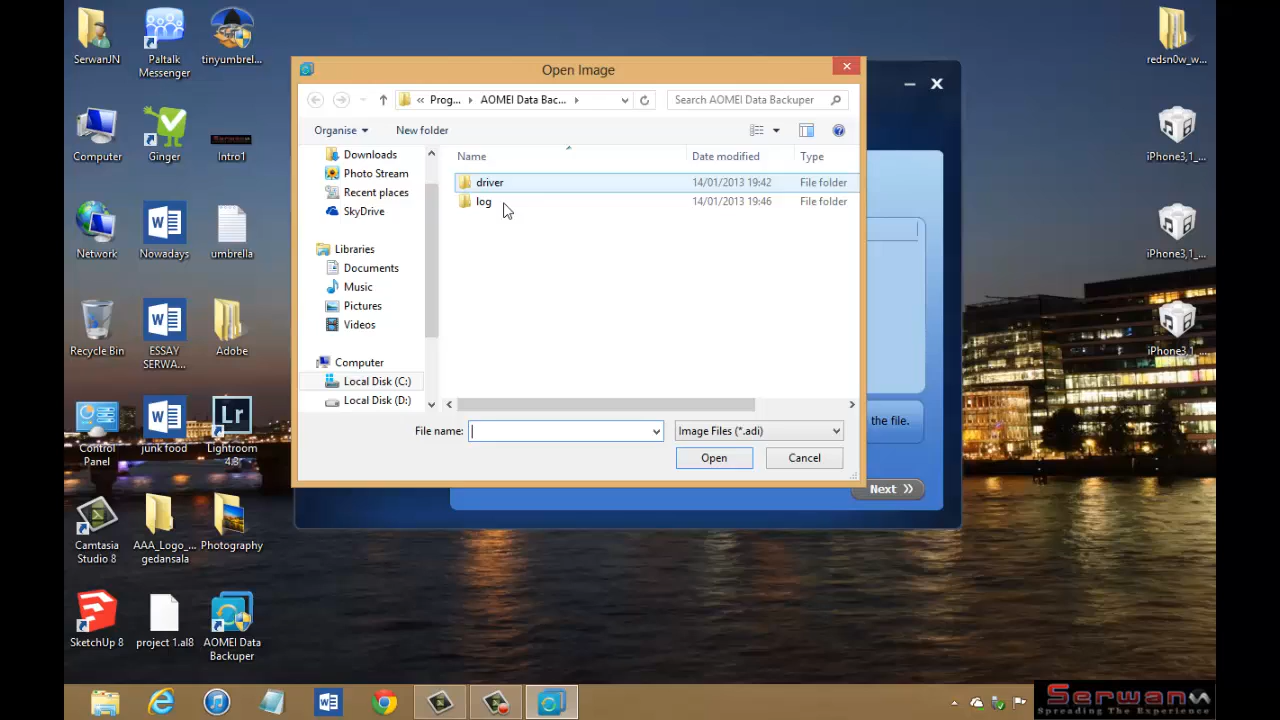 SerwanJN
Paltalk
Messenger
tinyumbrel...
Computer
Ginger
Intro1
Network
Nowadays
umbrella
Recycle Bin
ESSAY
SERWA...
Adobe
Control
Panel
junk food
Lightroom
4.3
Camtasia
Studio 8
AAA_Logo_...
gedansala
Photography
SketchUp 8
project 1.al8
AOMEI Data
Backuper
Open Image
« Prog... AOMEI Data Bac...
Search AOMEI Data Backuper
Organise
New folder
Downloads
Photo Stream
Recent places
SkyDrive
Libraries
Documents
Music
Pictures
Videos
Computer
Local Disk (C:)
Local Disk (D:)
Name Date modified Type
driver 14/01/2013 19:42 File folder
log 14/01/2013 19:46 File folder
File name:
Image Files (*.adi)
Open
Cancel
the file.
Next »
redsn0w_w...
iPhone3,1_...
iPhone3,1_...
iPhone3,1_...
Serwan
Spreading The Experience